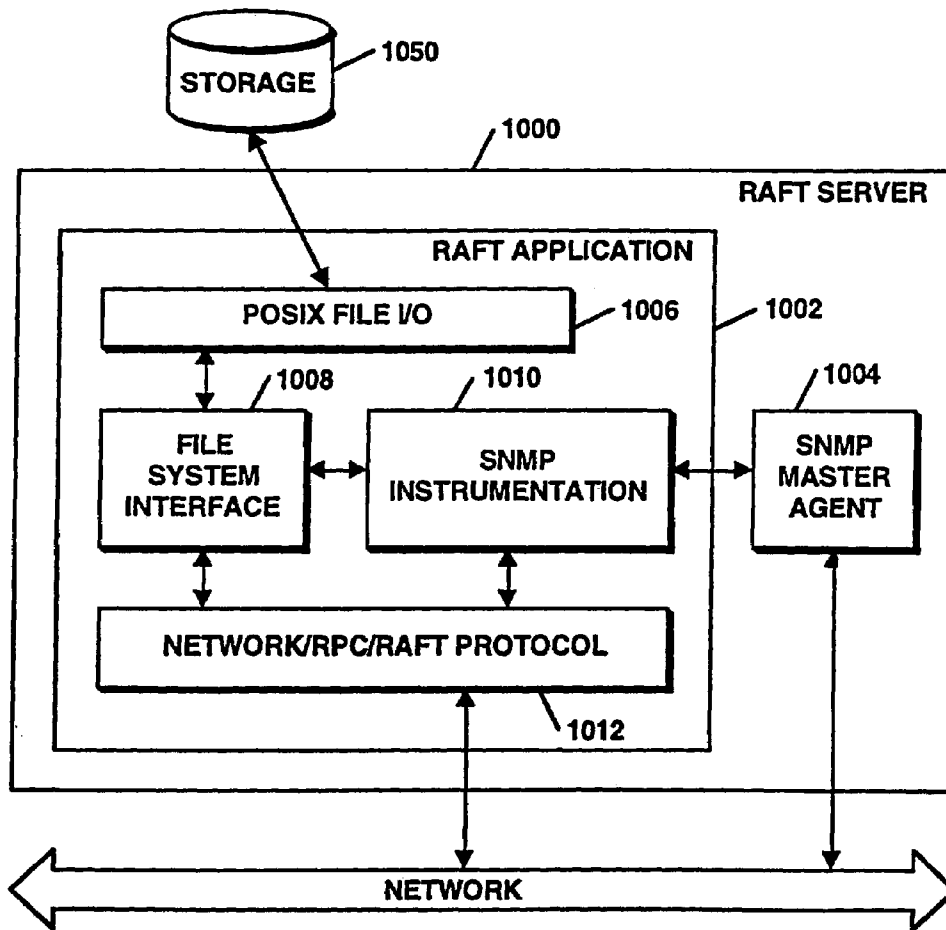 STORAGE
1050
1000
RAFT SERVER
RAFT APPLICATION
POSIX FILE I/O
1006
1002
1008
1010
1004
FILE
SYSTEM
INTERFACE
SNMP
INSTRUMENTATION
SNMP
MASTER
AGENT
NETWORK/RPC/RAFT PROTOCOL
1012
NETWORK